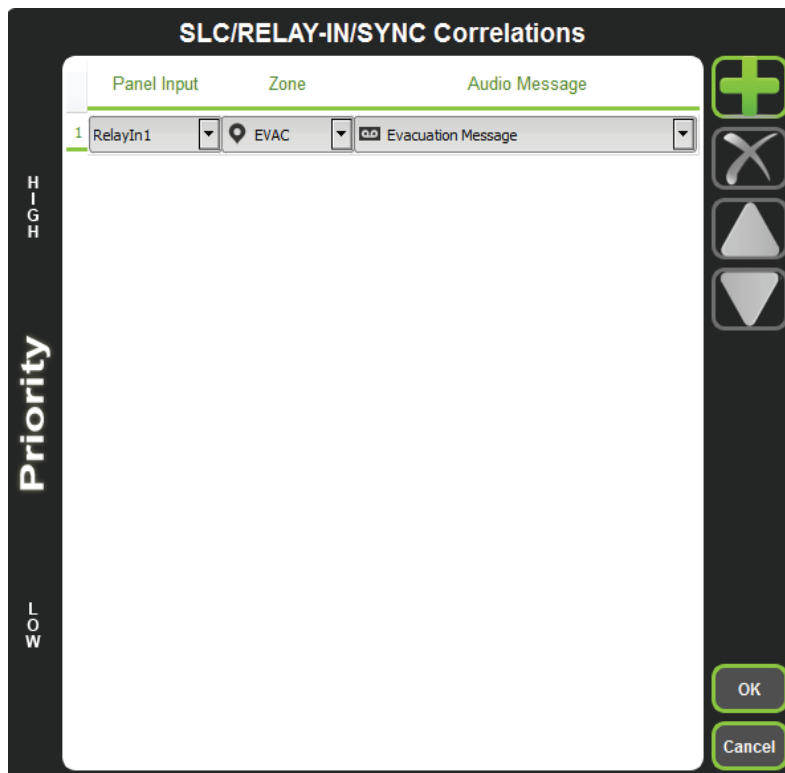 SLC/RELAY-IN/SYNC Correlations
Panel Input Zone Audio Message
1 RelayIn1 EVAC Evacuation Message
HIGH
Priority
LOW
OK
Cancel